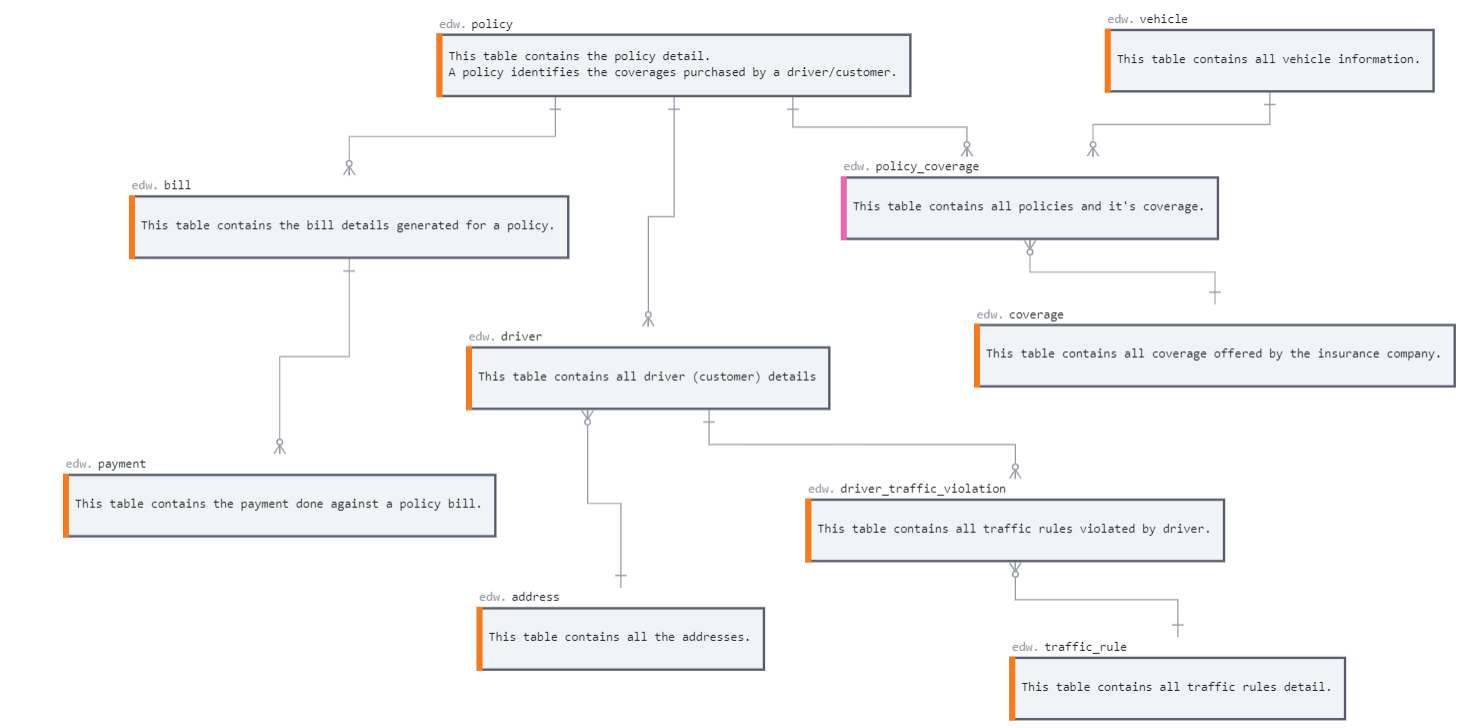 edw. policy
This table contains the policy detail.
A policy identifies the coverages purchased by a driver/customer.
edw. vehicle
This table contains all vehicle information.
edw. policy_coverage
This table contains all policies and it's coverage.
edw. bill
This table contains the bill details generated for a policy.
edw. coverage
This table contains all coverage offered by the insurance company.
edw. driver
This table contains all driver (customer) details
edw. payment
This table contains the payment done against a policy bill.
edw. driver_traffic_violation
This table contains all traffic rules violated by driver.
edw. address
This table contains all the addresses.
edw. traffic_rule
This table contains all traffic rules detail.